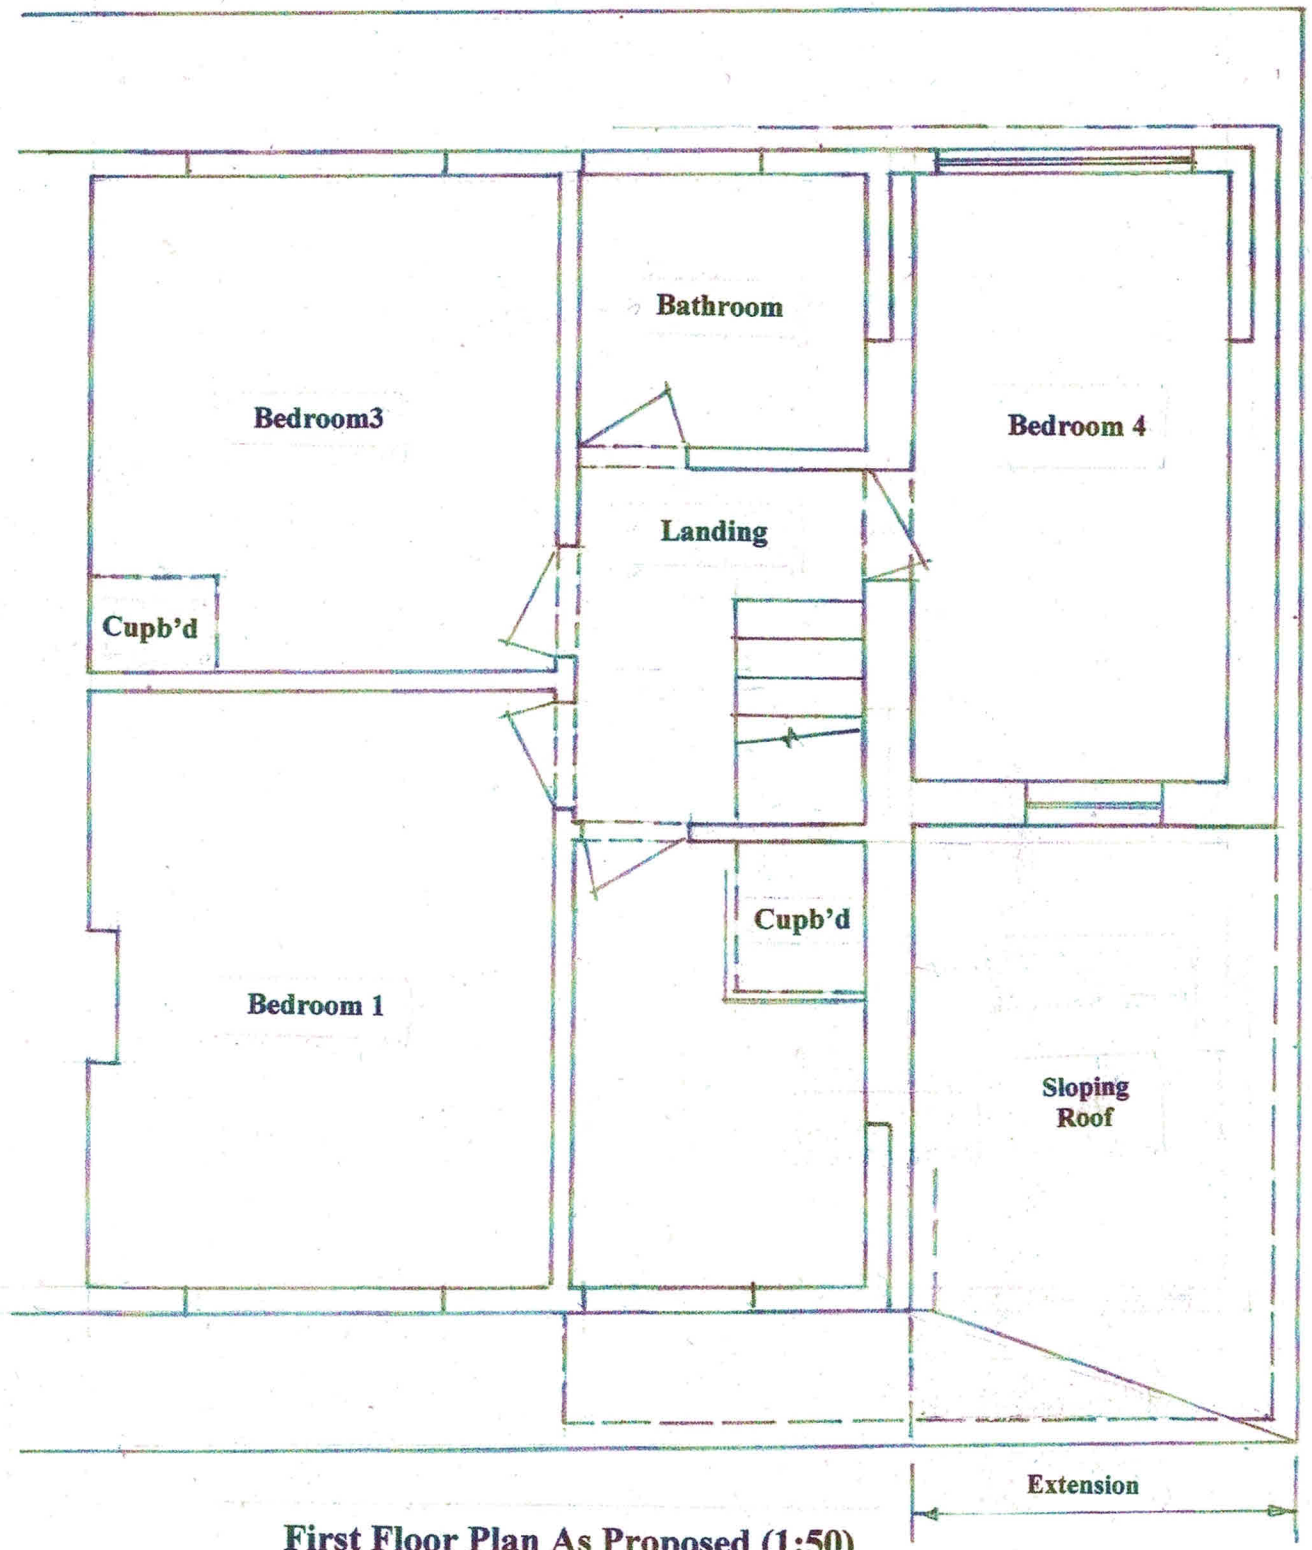 Bathroom
Bedroom3
Bedroom 4
Landing
Cupb'd
Cupb'd
Bedroom 1
Sloping
Roof
Extension
First Floor Plan As Proposed (1:50)